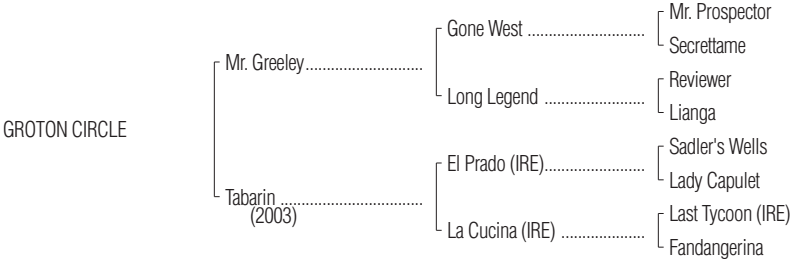 Mr. Prospector
Gone West ..........................
Secrettame
Mr. Greeley............................
Reviewer
Long Legend ......................
Lianga
GROTON CIRCLE
Sadler's Wells
El Prado (IRE)......................
Lady Capulet
Tabarin ..................................
(2003)
Last Tycoon (IRE)
La Cucina (IRE) ..................
Fandangerina